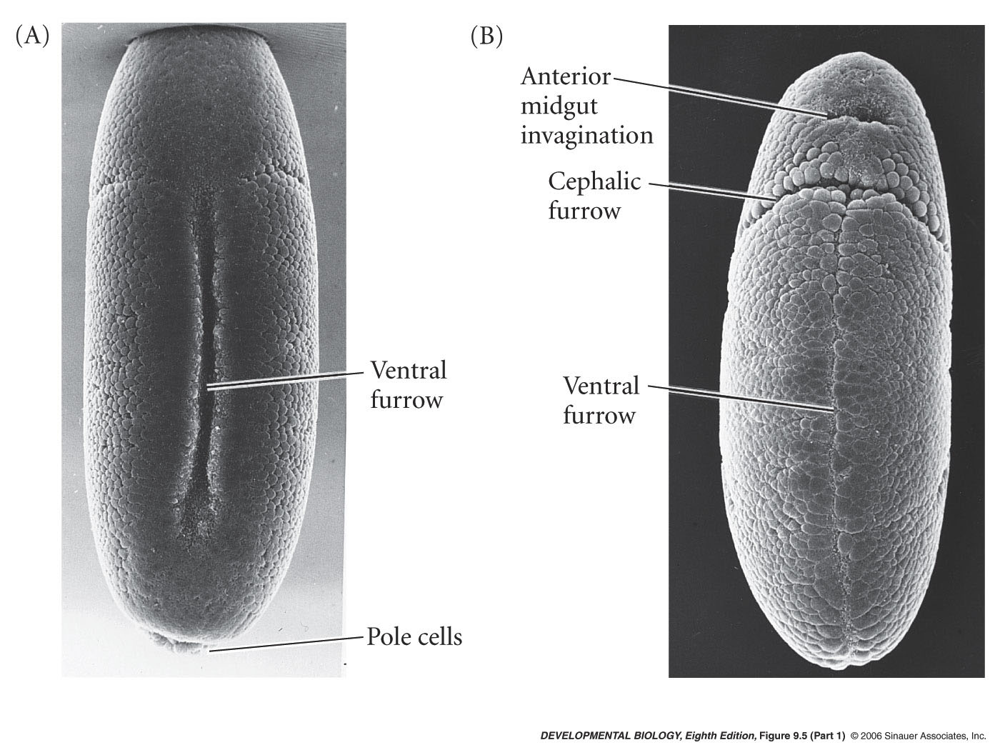 (A)
Ventral
furrow
Pole cells
(B)
Anterior
midgut
invagination
Cephalic
furrow
Ventral
furrow
DEVELOPMENTAL BIOLOGY, Eighth Edition, Figure 9.5 (Part 1) © 2006 Sinauer Associates, Inc.